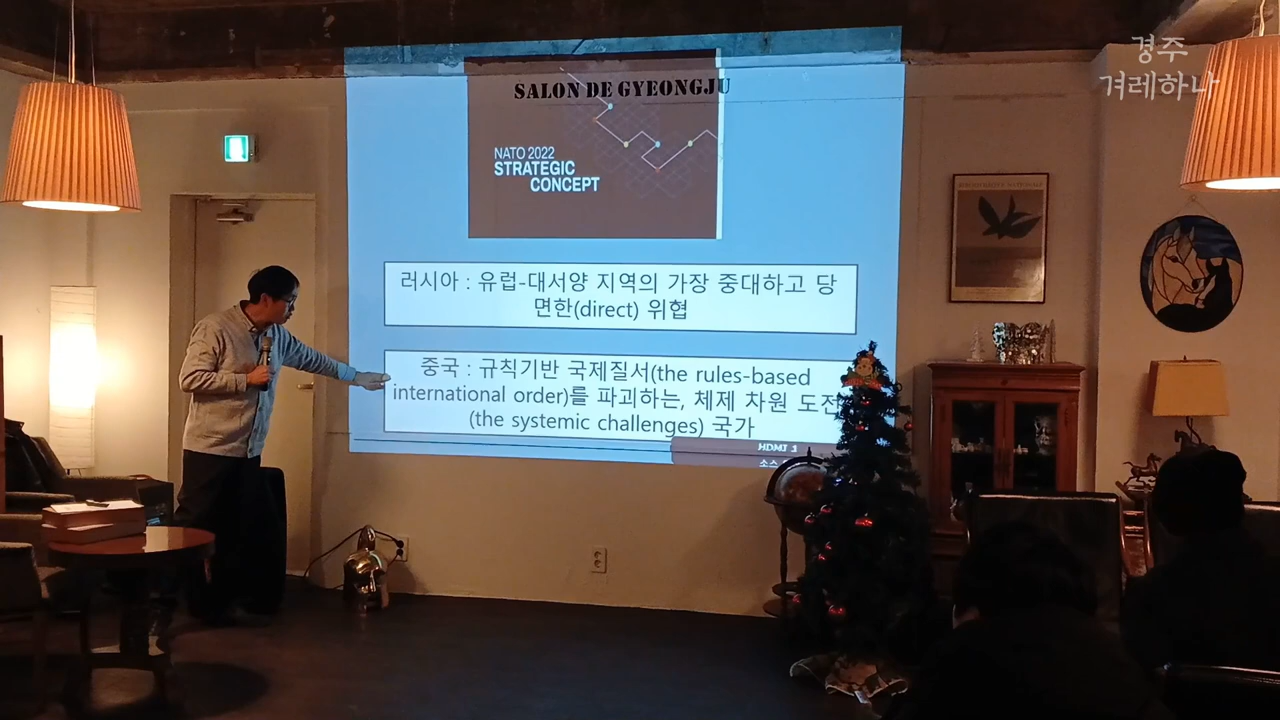 경주
겨레하나
SALON DE GYEONGJU
NATO 2022
STRATEGIC
CONCEPT
러시아 : 유럽-대서양 지역의 가장 중대하고 당
면한(direct) 위협
중국 : 규칙기반 국제질서(the rules-based
international order)를 파괴하는, 체제 차원 도전
(the systemic challenges) 국가
HDMI 1